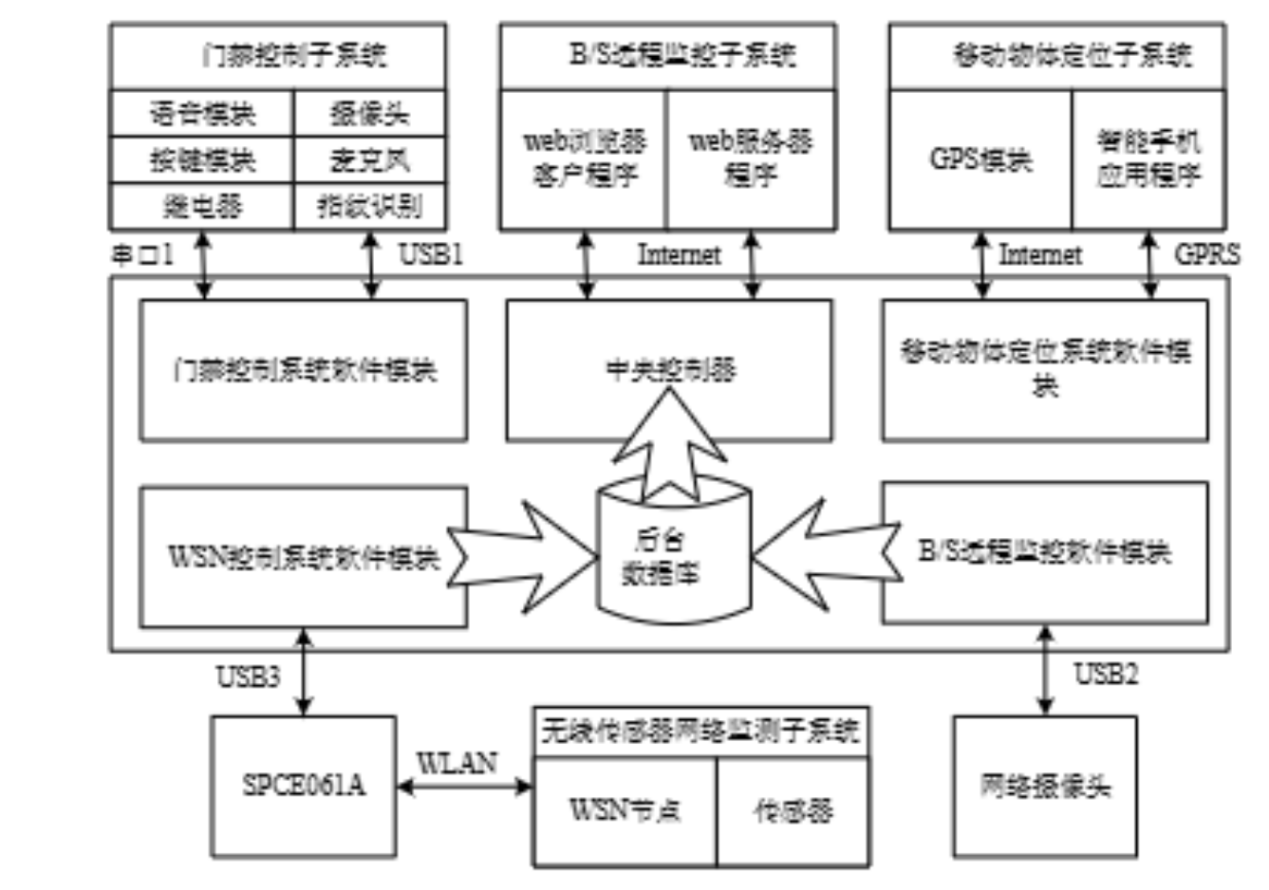 门禁控制子系统
语音模块
摄像头
按键模块
麦克风
继电器
指纹识别
B/S远程监控子系统
web浏览器
客户程序
web服务器
程序
移动物体定位子系统
GPS模块
智能手机
应用程序
串口1
USB1
Internet
Internet
GPRS
门禁控制系统软件模块
中央控制器
移动物体定位系统软件模
块
WSN控制系统软件模块
后台
数据库
B/S远程监控软件模块
USB3
USB2
SPCE061A
WLAN
无线传感器网络监测子系统
WSN节点
传感器
网络摄像头